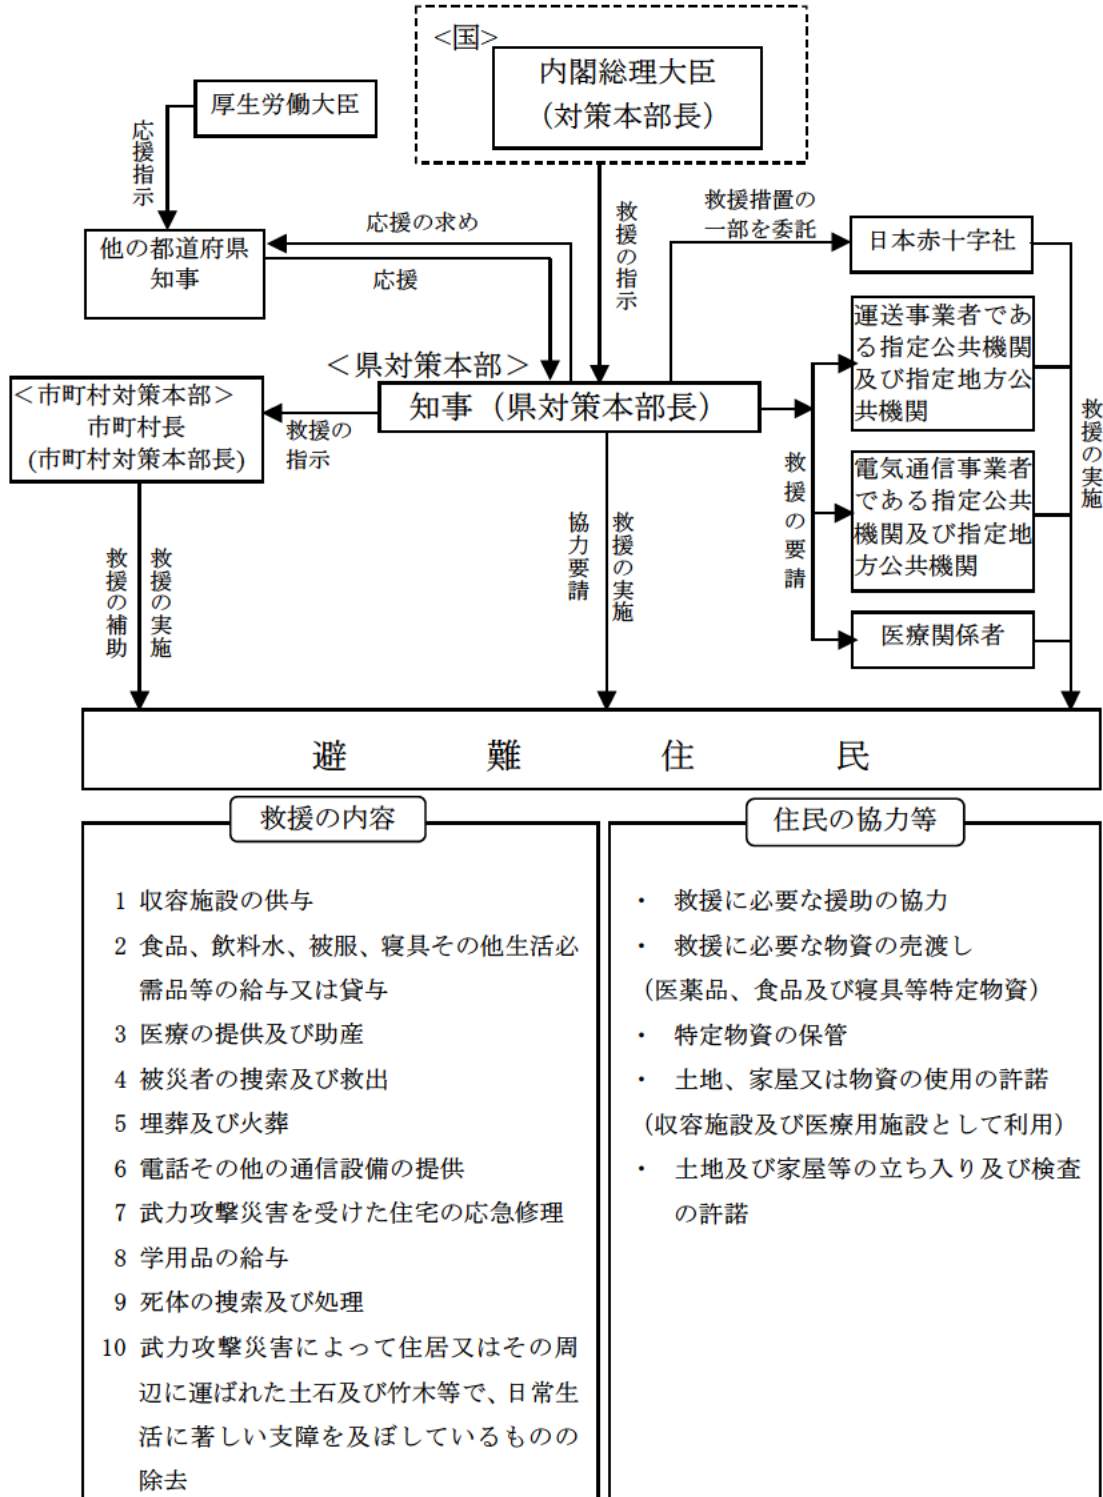 <国>
内閣総理大臣
（対策本部長）
厚生労働大臣
応援指示
救援の指示
救援措置の
一部を委託
応援の求め
応援
他の都道府県
知事
日本赤十字社
運送事業者であ
る指定公共機関
及び指定地方公
共機関
＜県対策本部＞
知事（県対策本部長）
＜市町村対策本部＞
市町村長
(市町村対策本部長)
救援の
指示
救援の要請
電気通信事業者
である指定公共
機関及び指定地
方公共機関
医療関係者
救援の実施
救援の補助
救援の実施
協力要請
救援の実施
避難住民
救援の内容
1 収容施設の供与
2 食品、飲料水、被服、寝具その他生活必
需品等の給与又は貸与
3 医療の提供及び助産
4 被災者の捜索及び救出
5 埋葬及び火葬
6 電話その他の通信設備の提供
7 武力攻撃災害を受けた住宅の応急修理
8 学用品の給与
9 死体の捜索及び処理
10 武力攻撃災害によって住居又はその周
辺に運ばれた土石及び竹木等で、日常生
活に著しい支障を及ぼしているものの
除去
住民の協力等
・ 救援に必要な援助の協力
・ 救援に必要な物資の売渡し
（医薬品、食品及び寝具等特定物資）
・ 特定物資の保管
・ 土地、家屋又は物資の使用の許諾
（収容施設及び医療用施設として利用）
・ 土地及び家屋等の立ち入り及び検査
の許諾